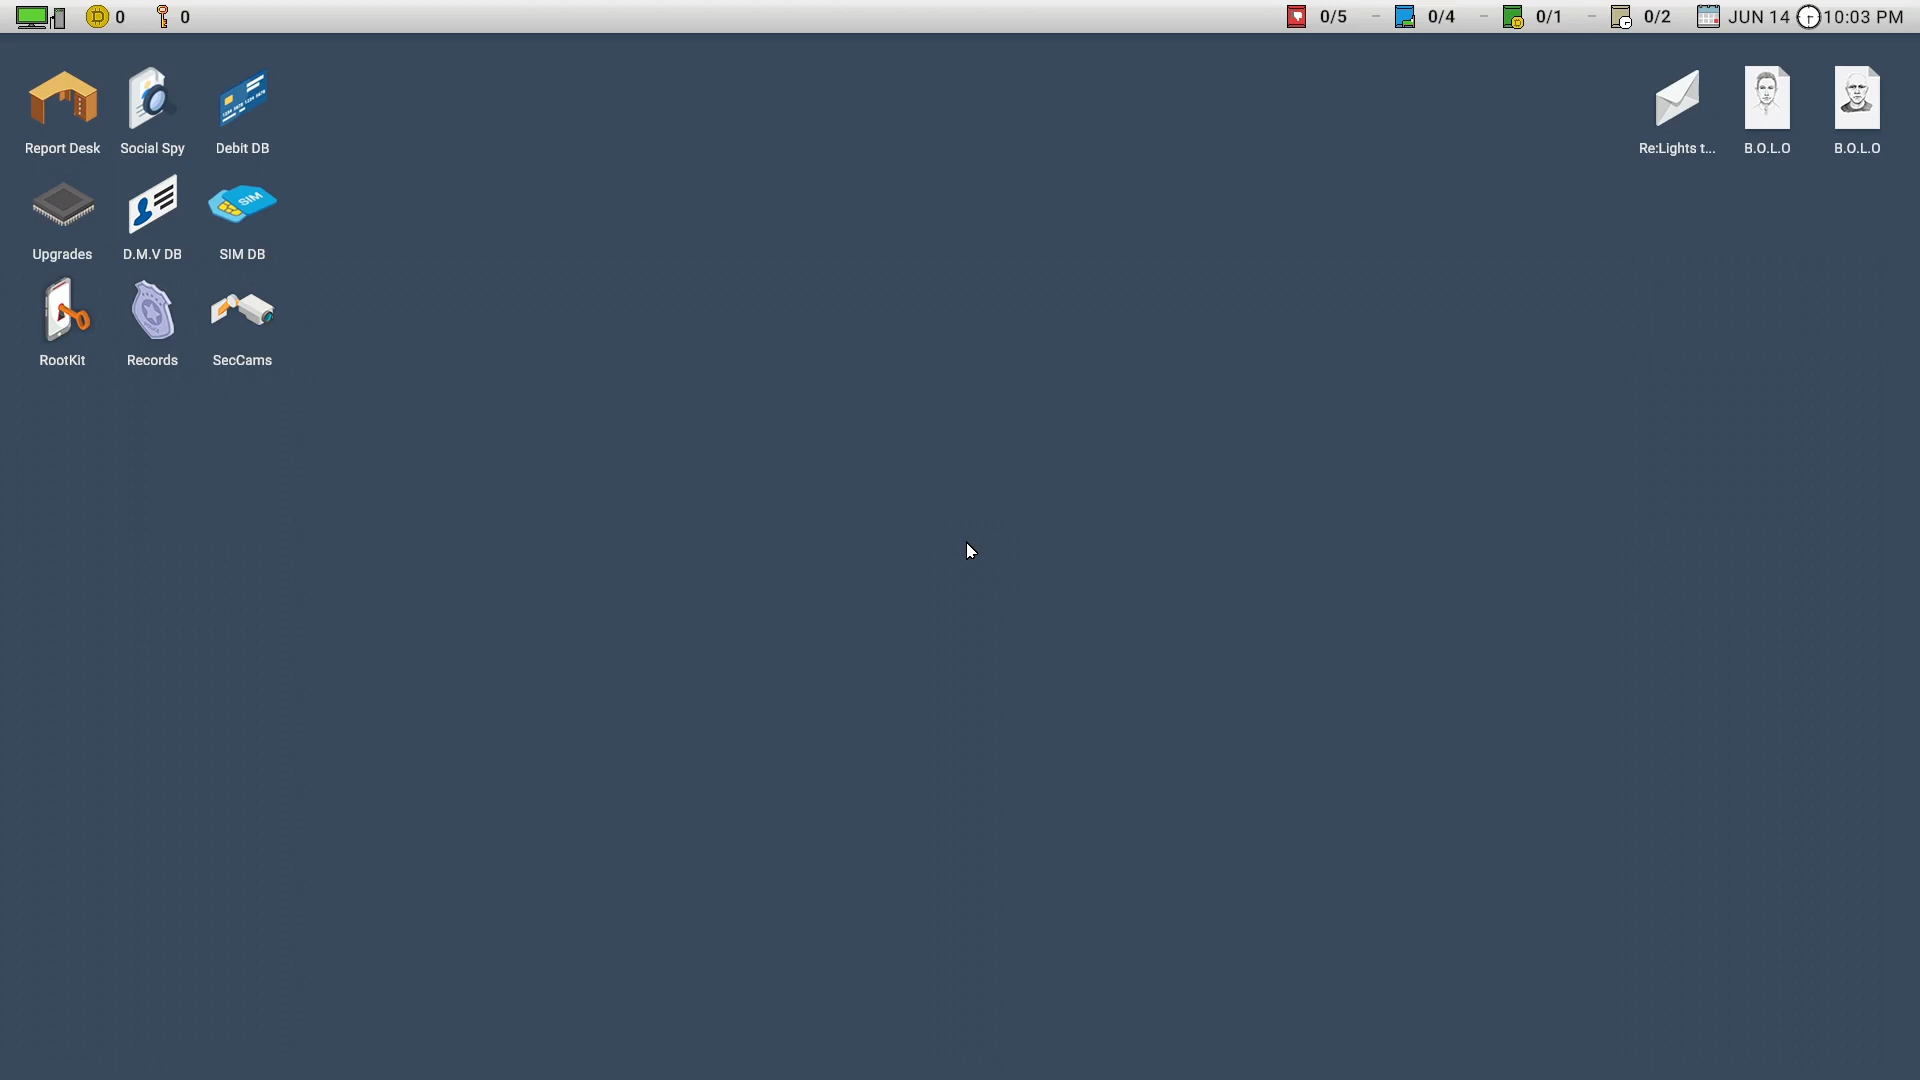 0 0 0/5 – 0/4 – 0/1 – 0/2 JUN 14 10:03 PM
Report Desk Social Spy Debit DB Re:Lights t... B.O.L.O B.O.L.O
Upgrades D.M.V DB SIM DB
RootKit Records SecCams